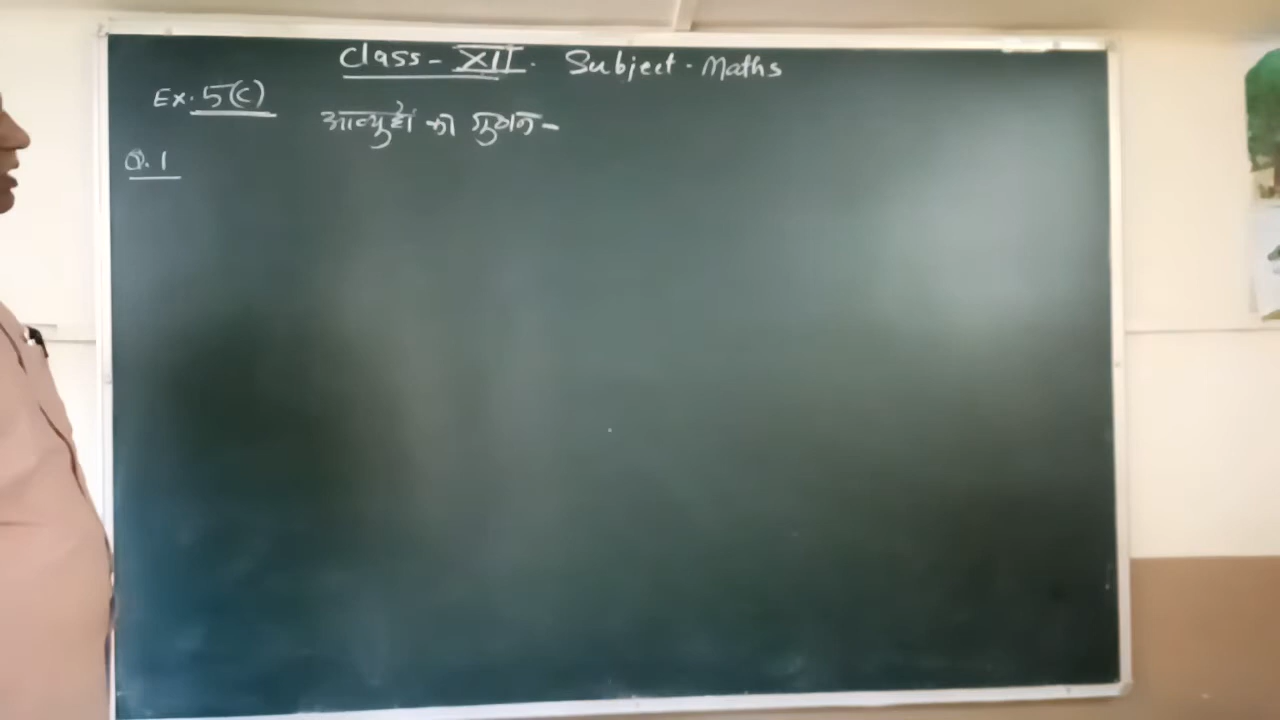 Class - XII. Subject - Maths
Ex. 5(C)
आव्यूहों का गुणन -
Q. 1